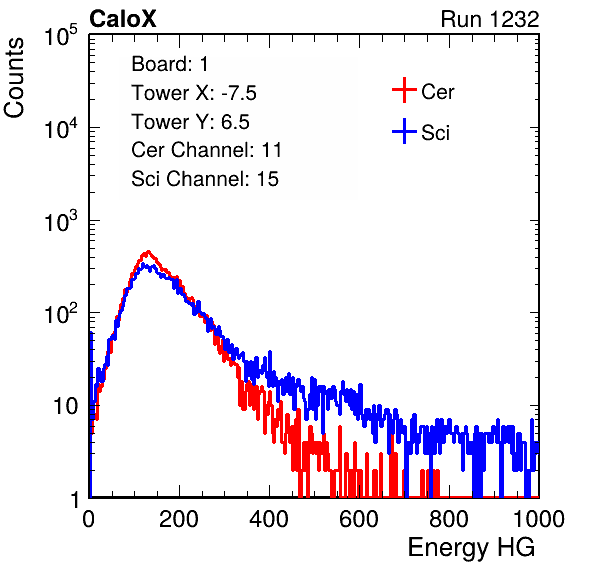 CaloX Run 1232
Counts
10^5
10^4
10^3
10^2
10
1
Board: 1
Tower X: -7.5
Tower Y: 6.5
Cer Channel: 11
Sci Channel: 15
Cer
Sci
0 200 400 600 800 1000
Energy HG